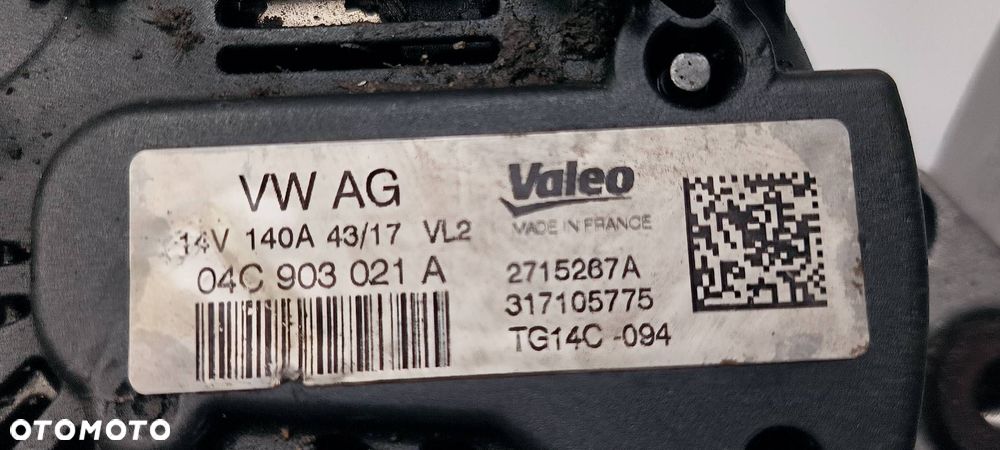 VW AG
14V 140A 43/17 VL2
04C 903 021 A
Valeo
MADE IN FRANCE
2715267A
317105775
TG14C -094
OTOMOTO